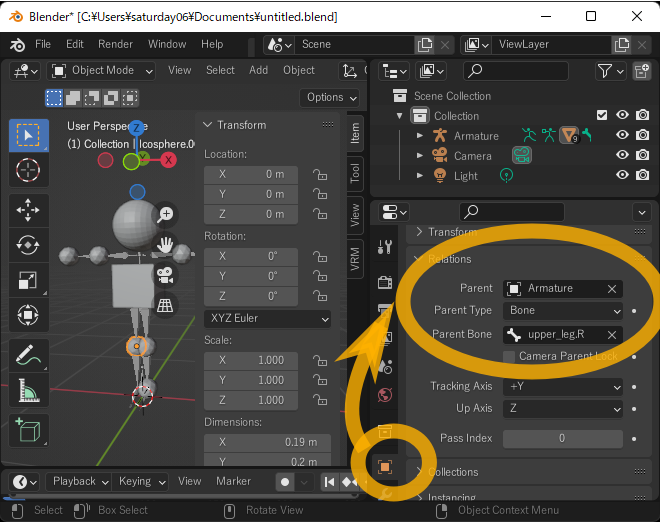 Blender* [C:¥Users¥saturday06¥Documents¥untitled.blend]
File Edit Render Window Help Scene ViewLayer
Object Mode View Select Add Object
Options
User Perspective
(1) Collection | Icosphere.00
Z
Y
X
Transform
Location:
X 0 m
Y 0 m
Z 0 m
Rotation:
X 0°
Y 0°
Z 0°
XYZ Euler
Scale:
X 1.000
Y 1.000
Z 1.000
Dimensions:
X 0.19 m
Y 0.2 m
Item
Tool
View
VRM
Scene Collection
Collection
Armature 9
Camera
Light
Transform
Relations
Parent Armature
Parent Type Bone
Parent Bone upper_leg.R
Camera Parent Lock
Tracking Axis +Y
Up Axis Z
Pass Index 0
Collections
Instancing
Playback Keying View Marker
Select Box Select Rotate View Object Context Menu